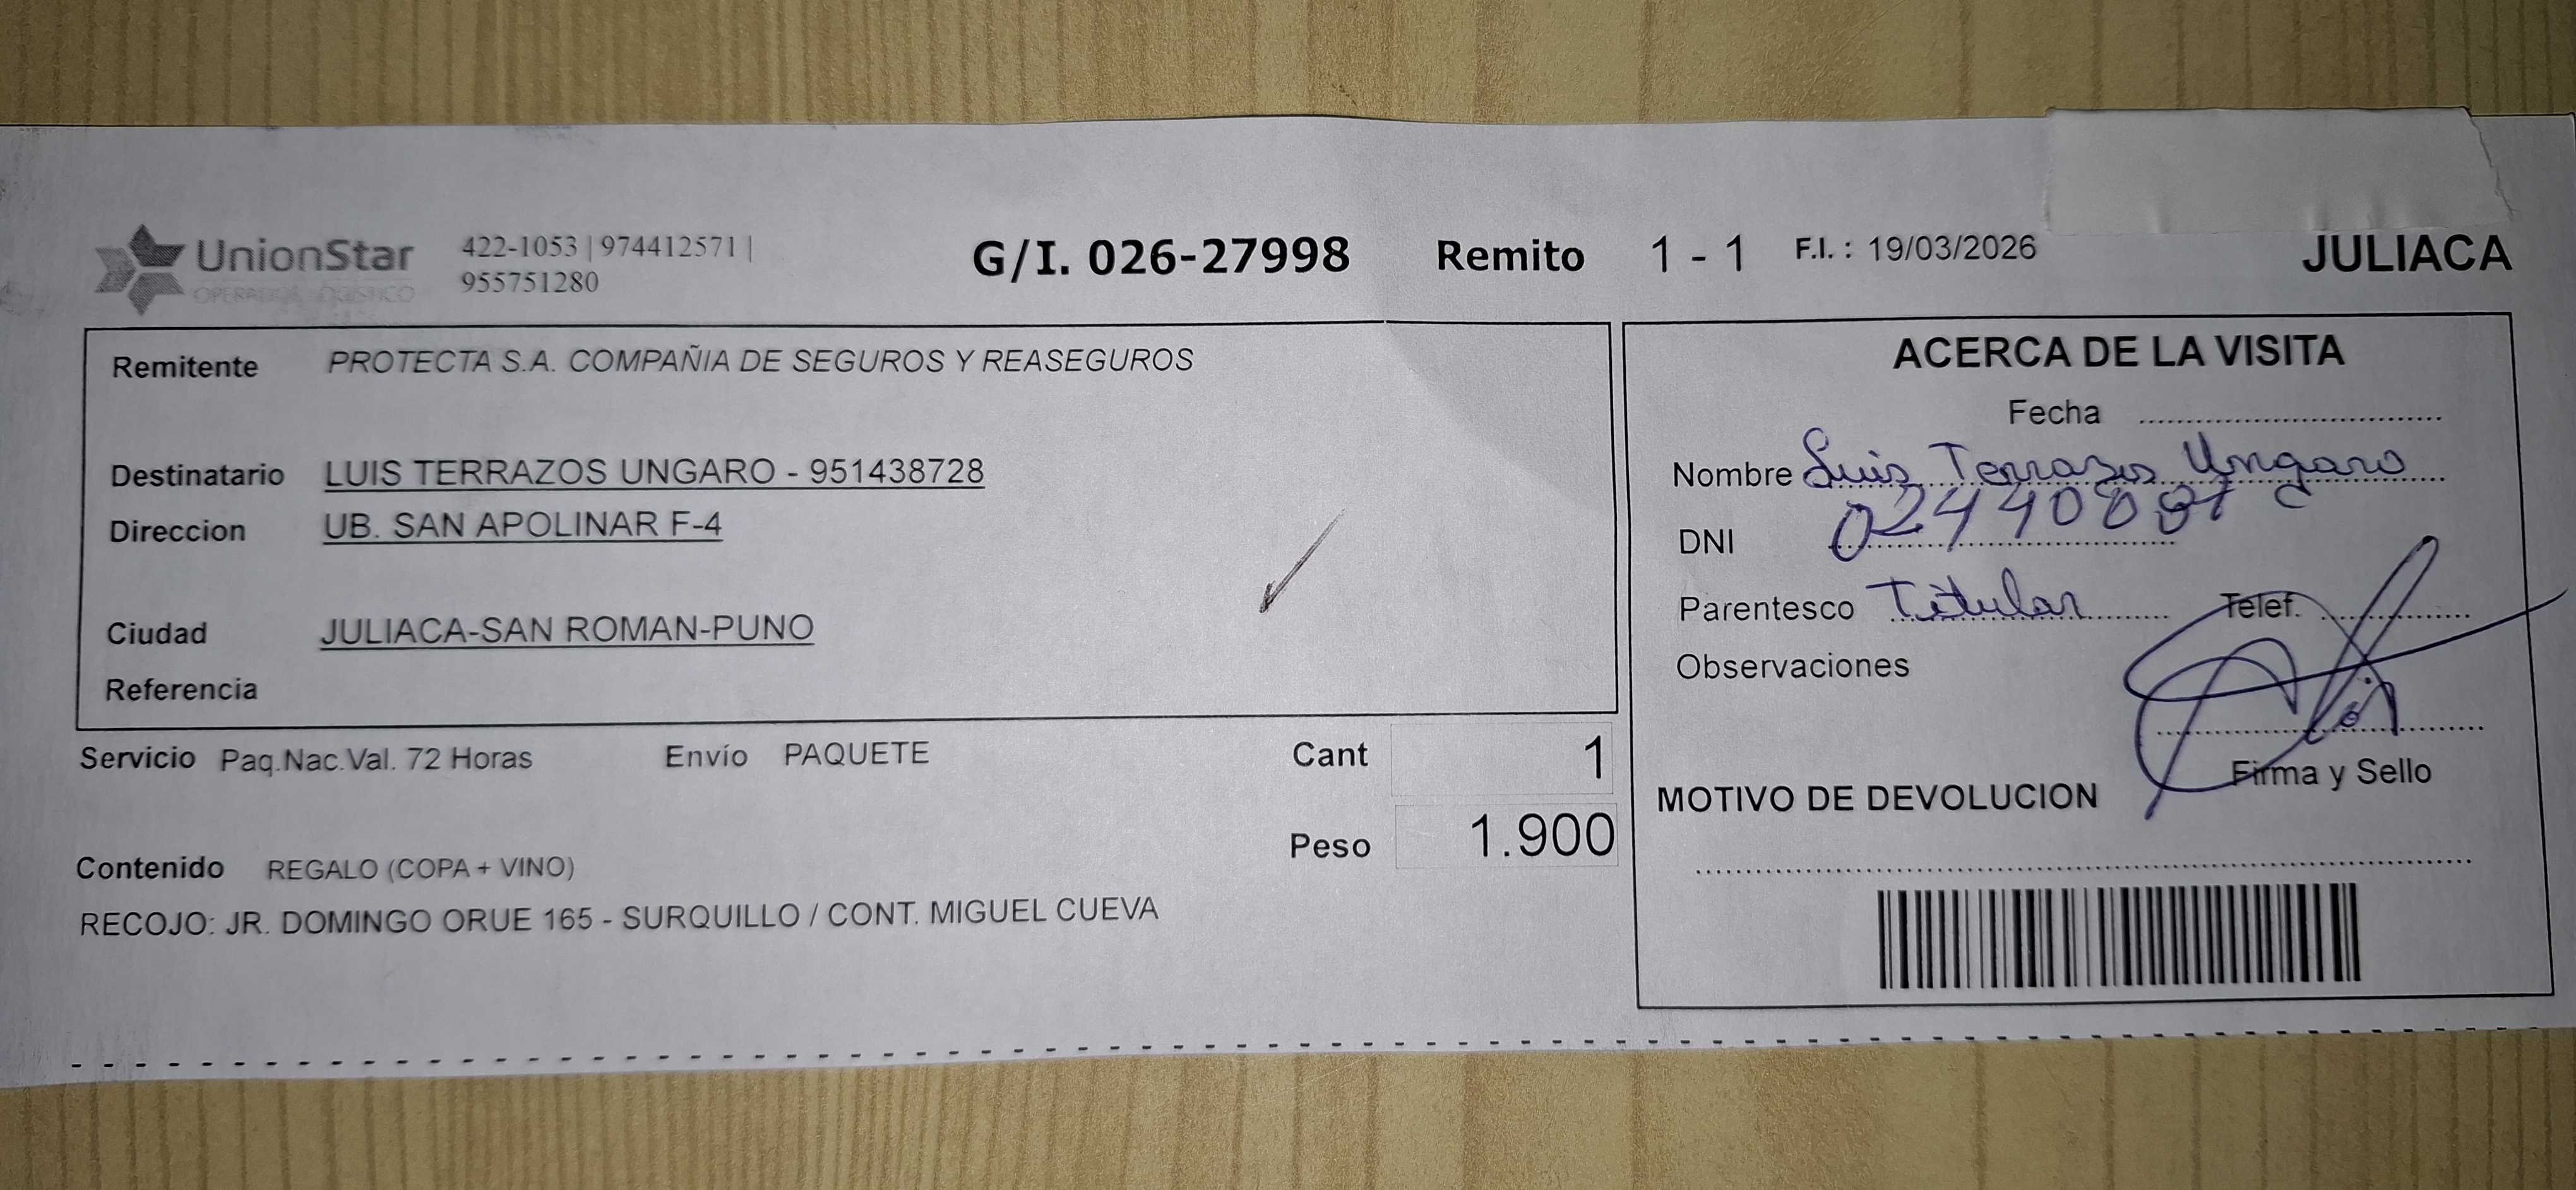 UnionStar
OPERADOR LOGISTICO
422-1053 | 974412571 |
955751280
G/I. 026-27998 Remito 1 - 1 F.I. : 19/03/2026 JULIACA
Remitente PROTECTA S.A. COMPAÑIA DE SEGUROS Y REASEGUROS
Destinatario LUIS TERRAZOS UNGARO - 951438728
Direccion UB. SAN APOLINAR F-4
Ciudad JULIACA-SAN ROMAN-PUNO
Referencia
Servicio Paq.Nac.Val. 72 Horas Envío PAQUETE Cant 1
Peso 1.900
Contenido REGALO (COPA + VINO)
RECOJO: JR. DOMINGO ORUE 165 - SURQUILLO / CONT. MIGUEL CUEVA
ACERCA DE LA VISITA
Fecha
Nombre Luis Terrazos Ungaro
DNI
Parentesco Titular Telef.
Observaciones
Firma y Sello
MOTIVO DE DEVOLUCION